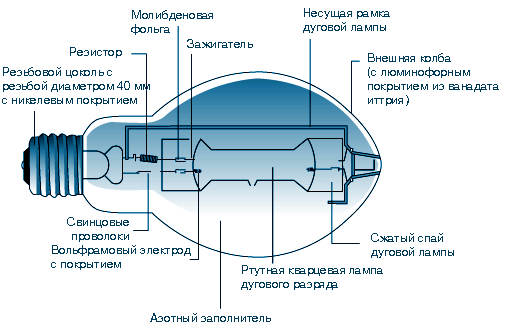 Молибденовая
фольга
Несущая рамка
дуговой лампы
Резистор
Зажигатель
Внешняя колба
(с люминофорным
покрытием из ванадата
иттрия)
Резьбовой цоколь с
резьбой диаметром 40 мм
с никелевым покрытием
Свинцовые
проволоки
Вольфрамовый электрод
с покрытием
Сжатый спай
дуговой лампы
Ртутная кварцевая лампа
дугового разряда
Азотный заполнитель